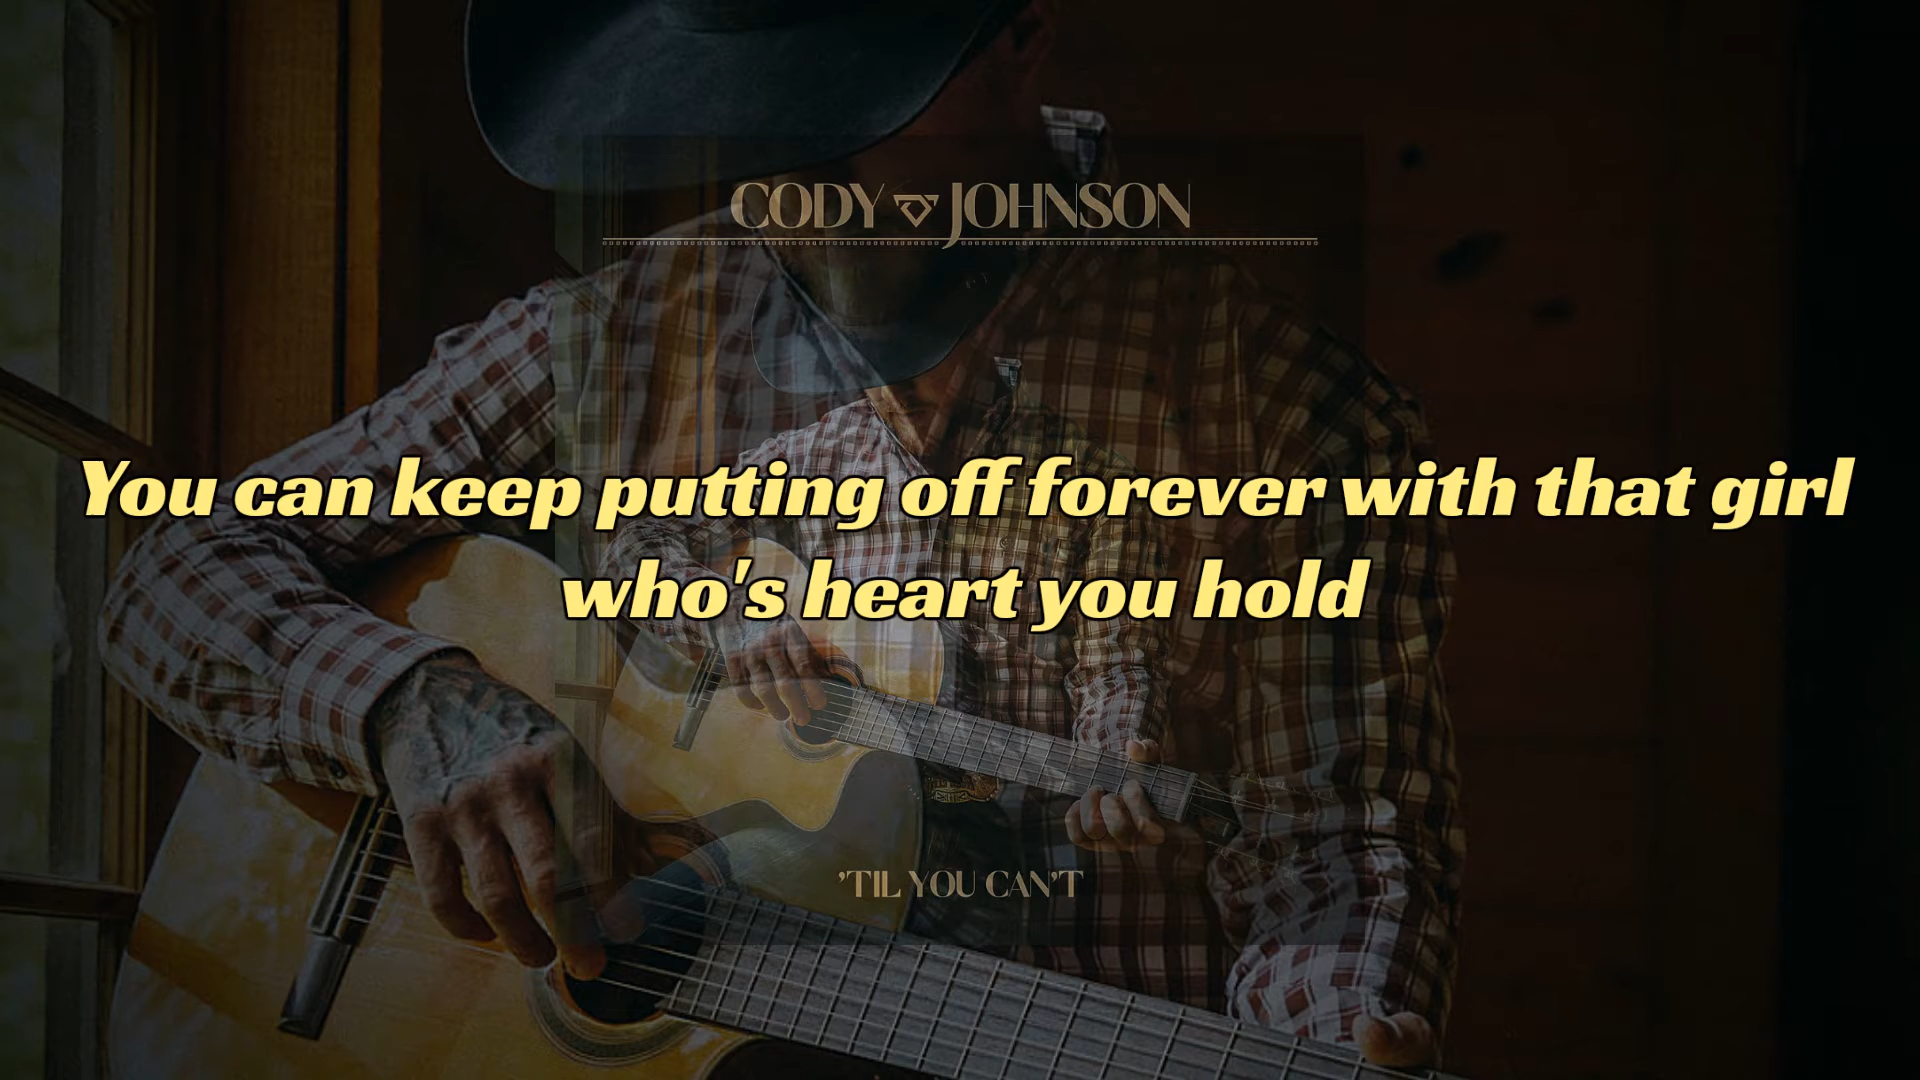 CODY JOHNSON
You can keep putting off forever with that girl
who's heart you hold
'TIL YOU CAN'T